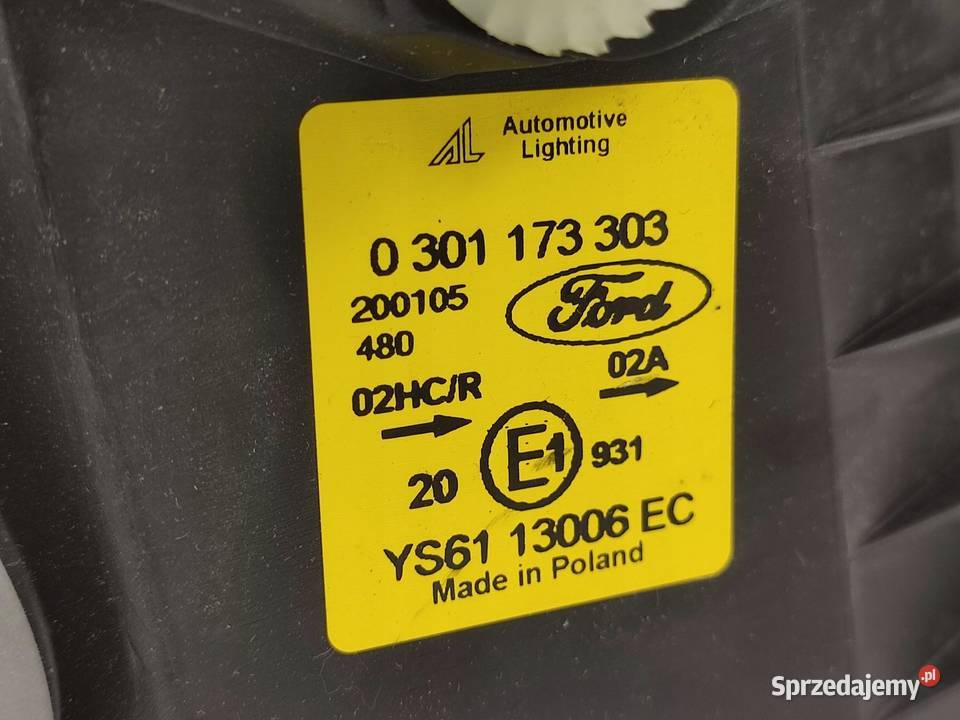 AL Automotive
Lighting
0 301 173 303
200105
Ford
480
02HC/R
02A
20 E1 931
YS61 13006 EC
Made in Poland
Sprzedajemy.pl